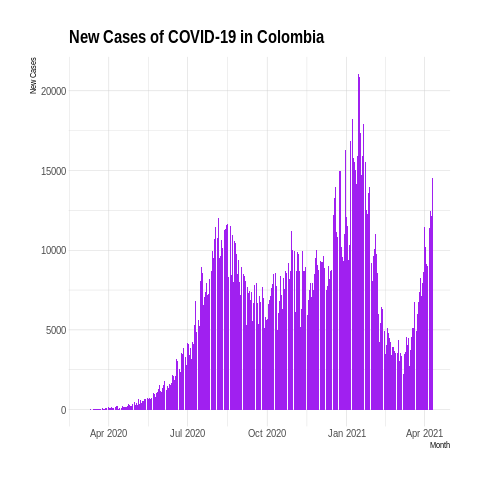 New Cases of COVID-19 in Colombia
New Cases
20000
15000
10000
5000
0
Apr 2020 Jul 2020 Oct 2020 Jan 2021 Apr 2021
Month